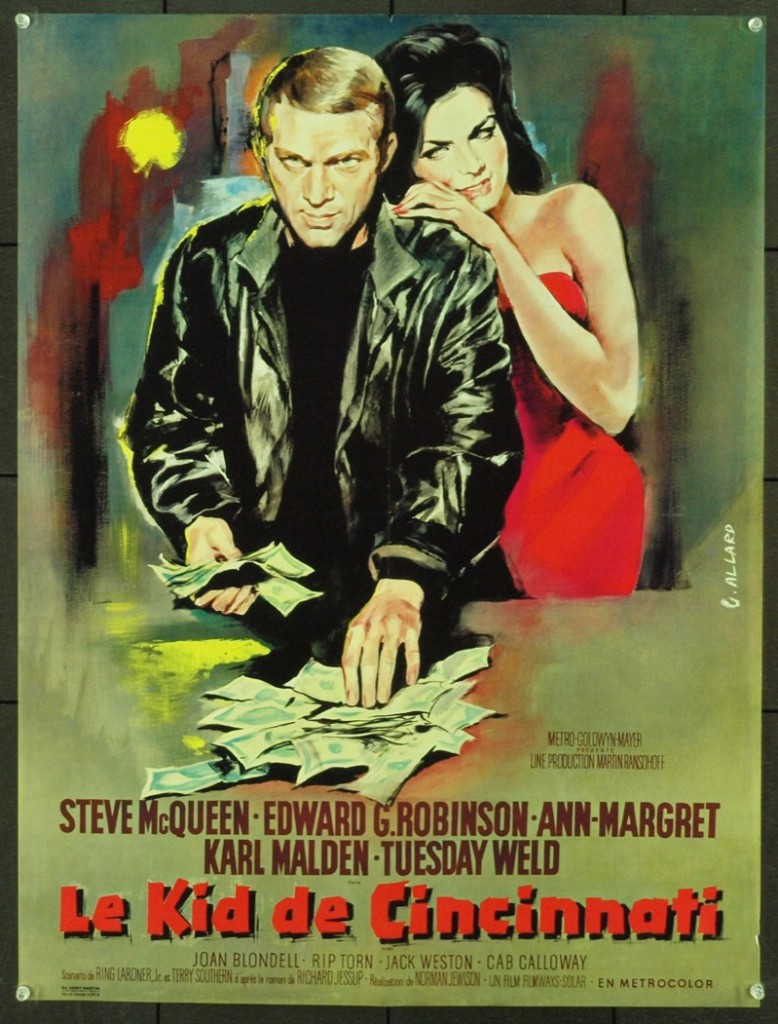 G. ALLARD
METRO-GOLDWYN-MAYER
PRÉSENTE
UNE PRODUCTION MARTIN RANSOHOFF
STEVE McQUEEN · EDWARD G. ROBINSON · ANN-MARGRET
KARL MALDEN · TUESDAY WELD
Le Kid de Cincinnati
JOAN BLONDELL · RIP TORN · JACK WESTON · CAB CALLOWAY
Scénario de RING LARDNER Jr. et TERRY SOUTHERN d'après le roman de RICHARD JESSUP · Réalisation de NORMAN JEWISON · UN FILM FILMWAYS-SOLAR · EN METROCOLOR